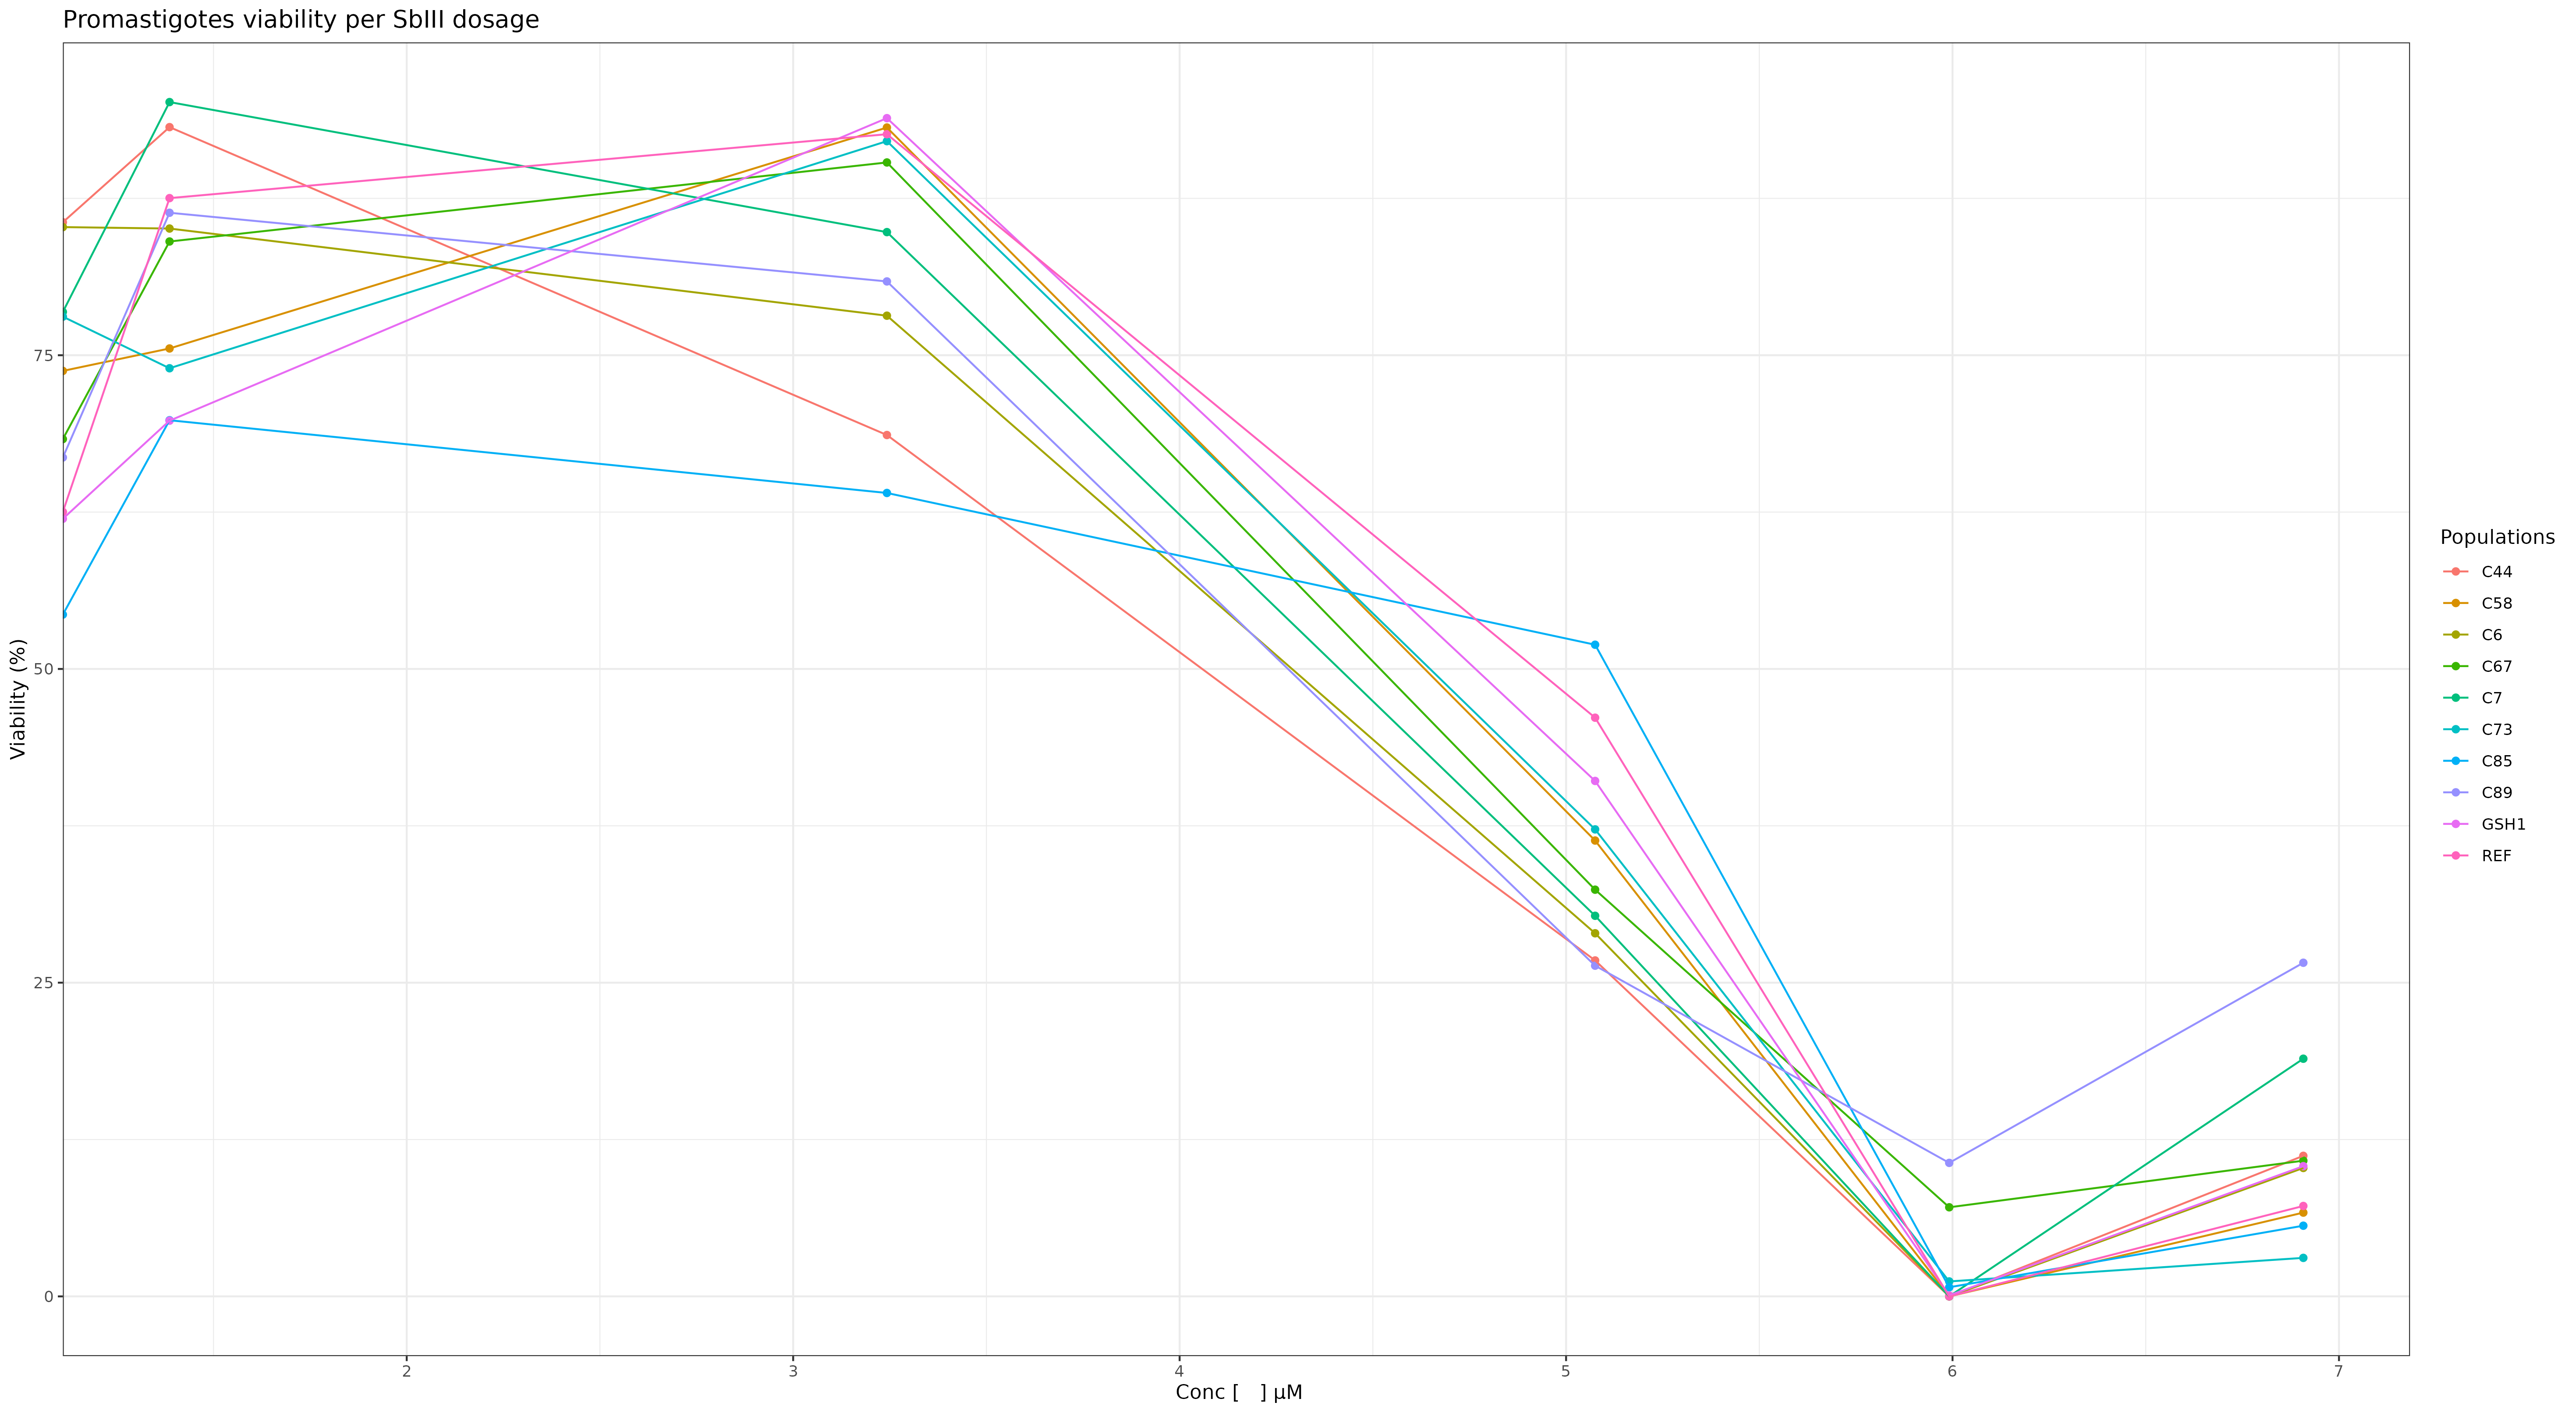 Promastigotes viability per SbIII dosage
75
50
25
0
Viability (%)
2 3 4 5 6 7
Conc [ ] µM
Populations
C44
C58
C6
C67
C7
C73
C85
C89
GSH1
REF